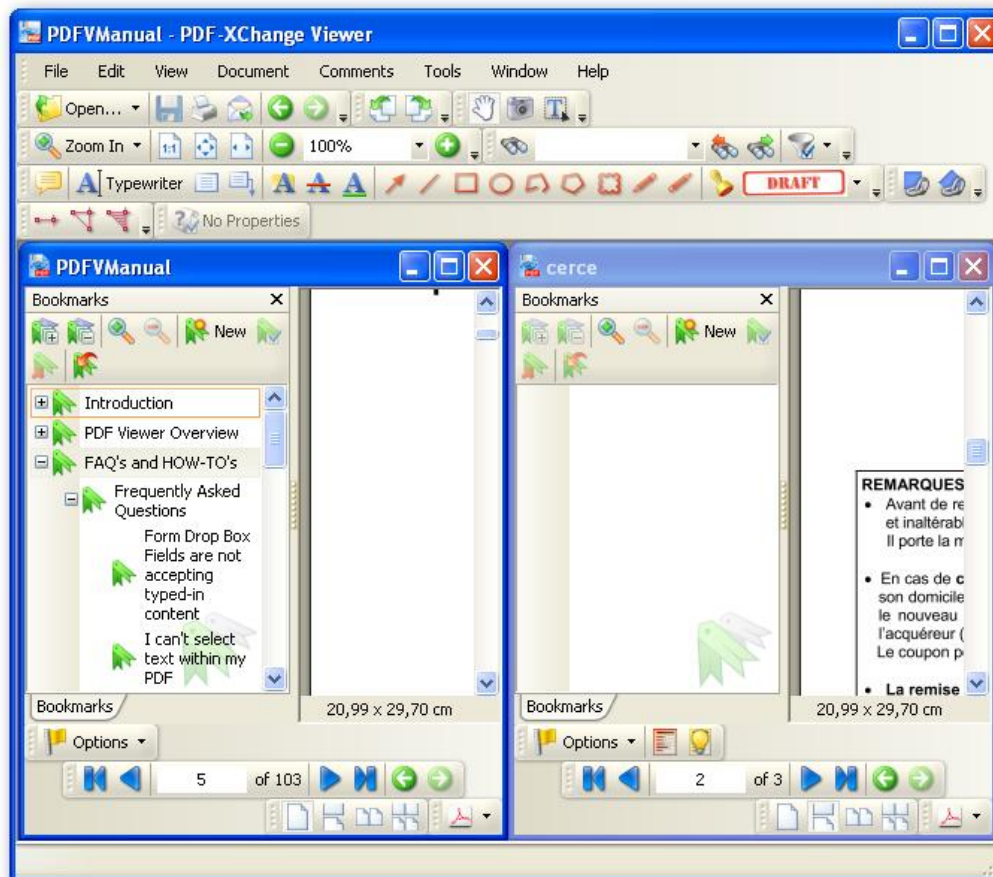 PDFVManual - PDF-XChange Viewer
File Edit View Document Comments Tools Window Help
Open...
Zoom In 1:1 100%
Typewriter A A A DRAFT
No Properties
PDFVManual
Bookmarks
New
Introduction
PDF Viewer Overview
FAQ's and HOW-TO's
Frequently Asked
Questions
Form Drop Box
Fields are not
accepting
typed-in
content
I can't select
text within my
PDF
Bookmarks
20,99 x 29,70 cm
Options
5 of 103
cerce
Bookmarks
New
REMARQUES
• Avant de re
et inaltérabl
Il porte la m
• En cas de c
son domicile
le nouveau
l'acquéreur (
Le coupon p
• La remise
Bookmarks
20,99 x 29,70 cm
Options
2 of 3